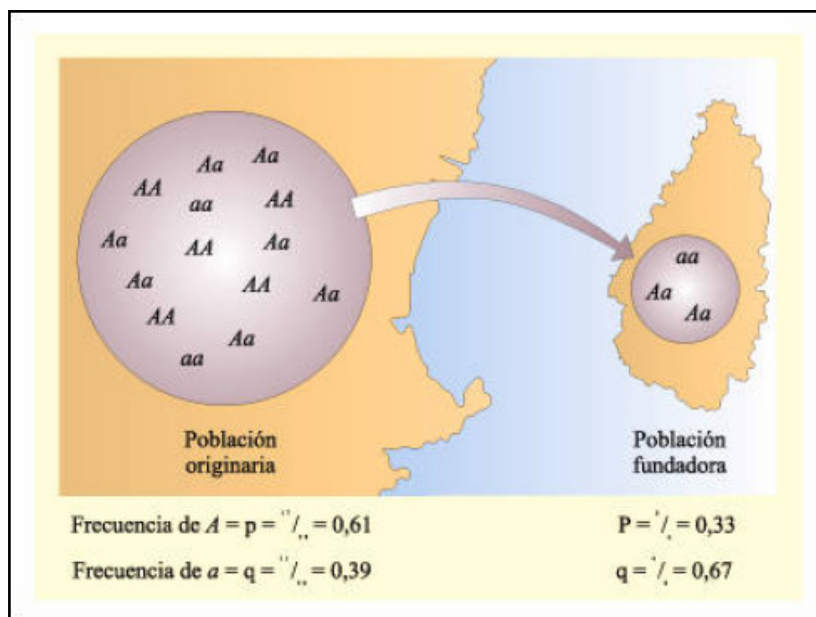 Aa Aa
AA aa AA
Aa AA Aa
Aa AA Aa
AA Aa
aa
aa
Aa
Aa
Población
originaria
Población
fundadora
Frecuencia de A = p = / = 0,61
P = / = 0,33
Frecuencia de a = q = / = 0,39
q = / = 0,67